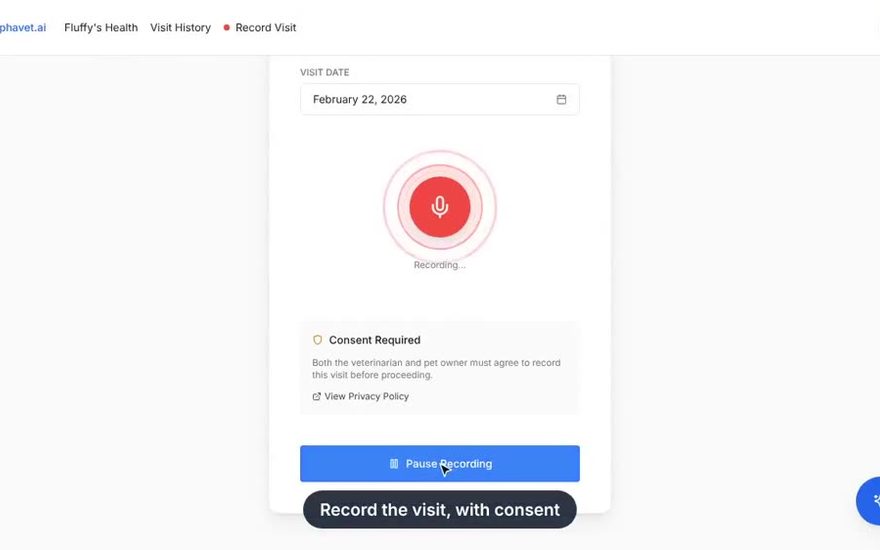 phavet.ai Fluffy's Health Visit History Record Visit
VISIT DATE
February 22, 2026
Recording...
Consent Required
Both the veterinarian and pet owner must agree to record
this visit before proceeding.
View Privacy Policy
Pause Recording
Record the visit, with consent